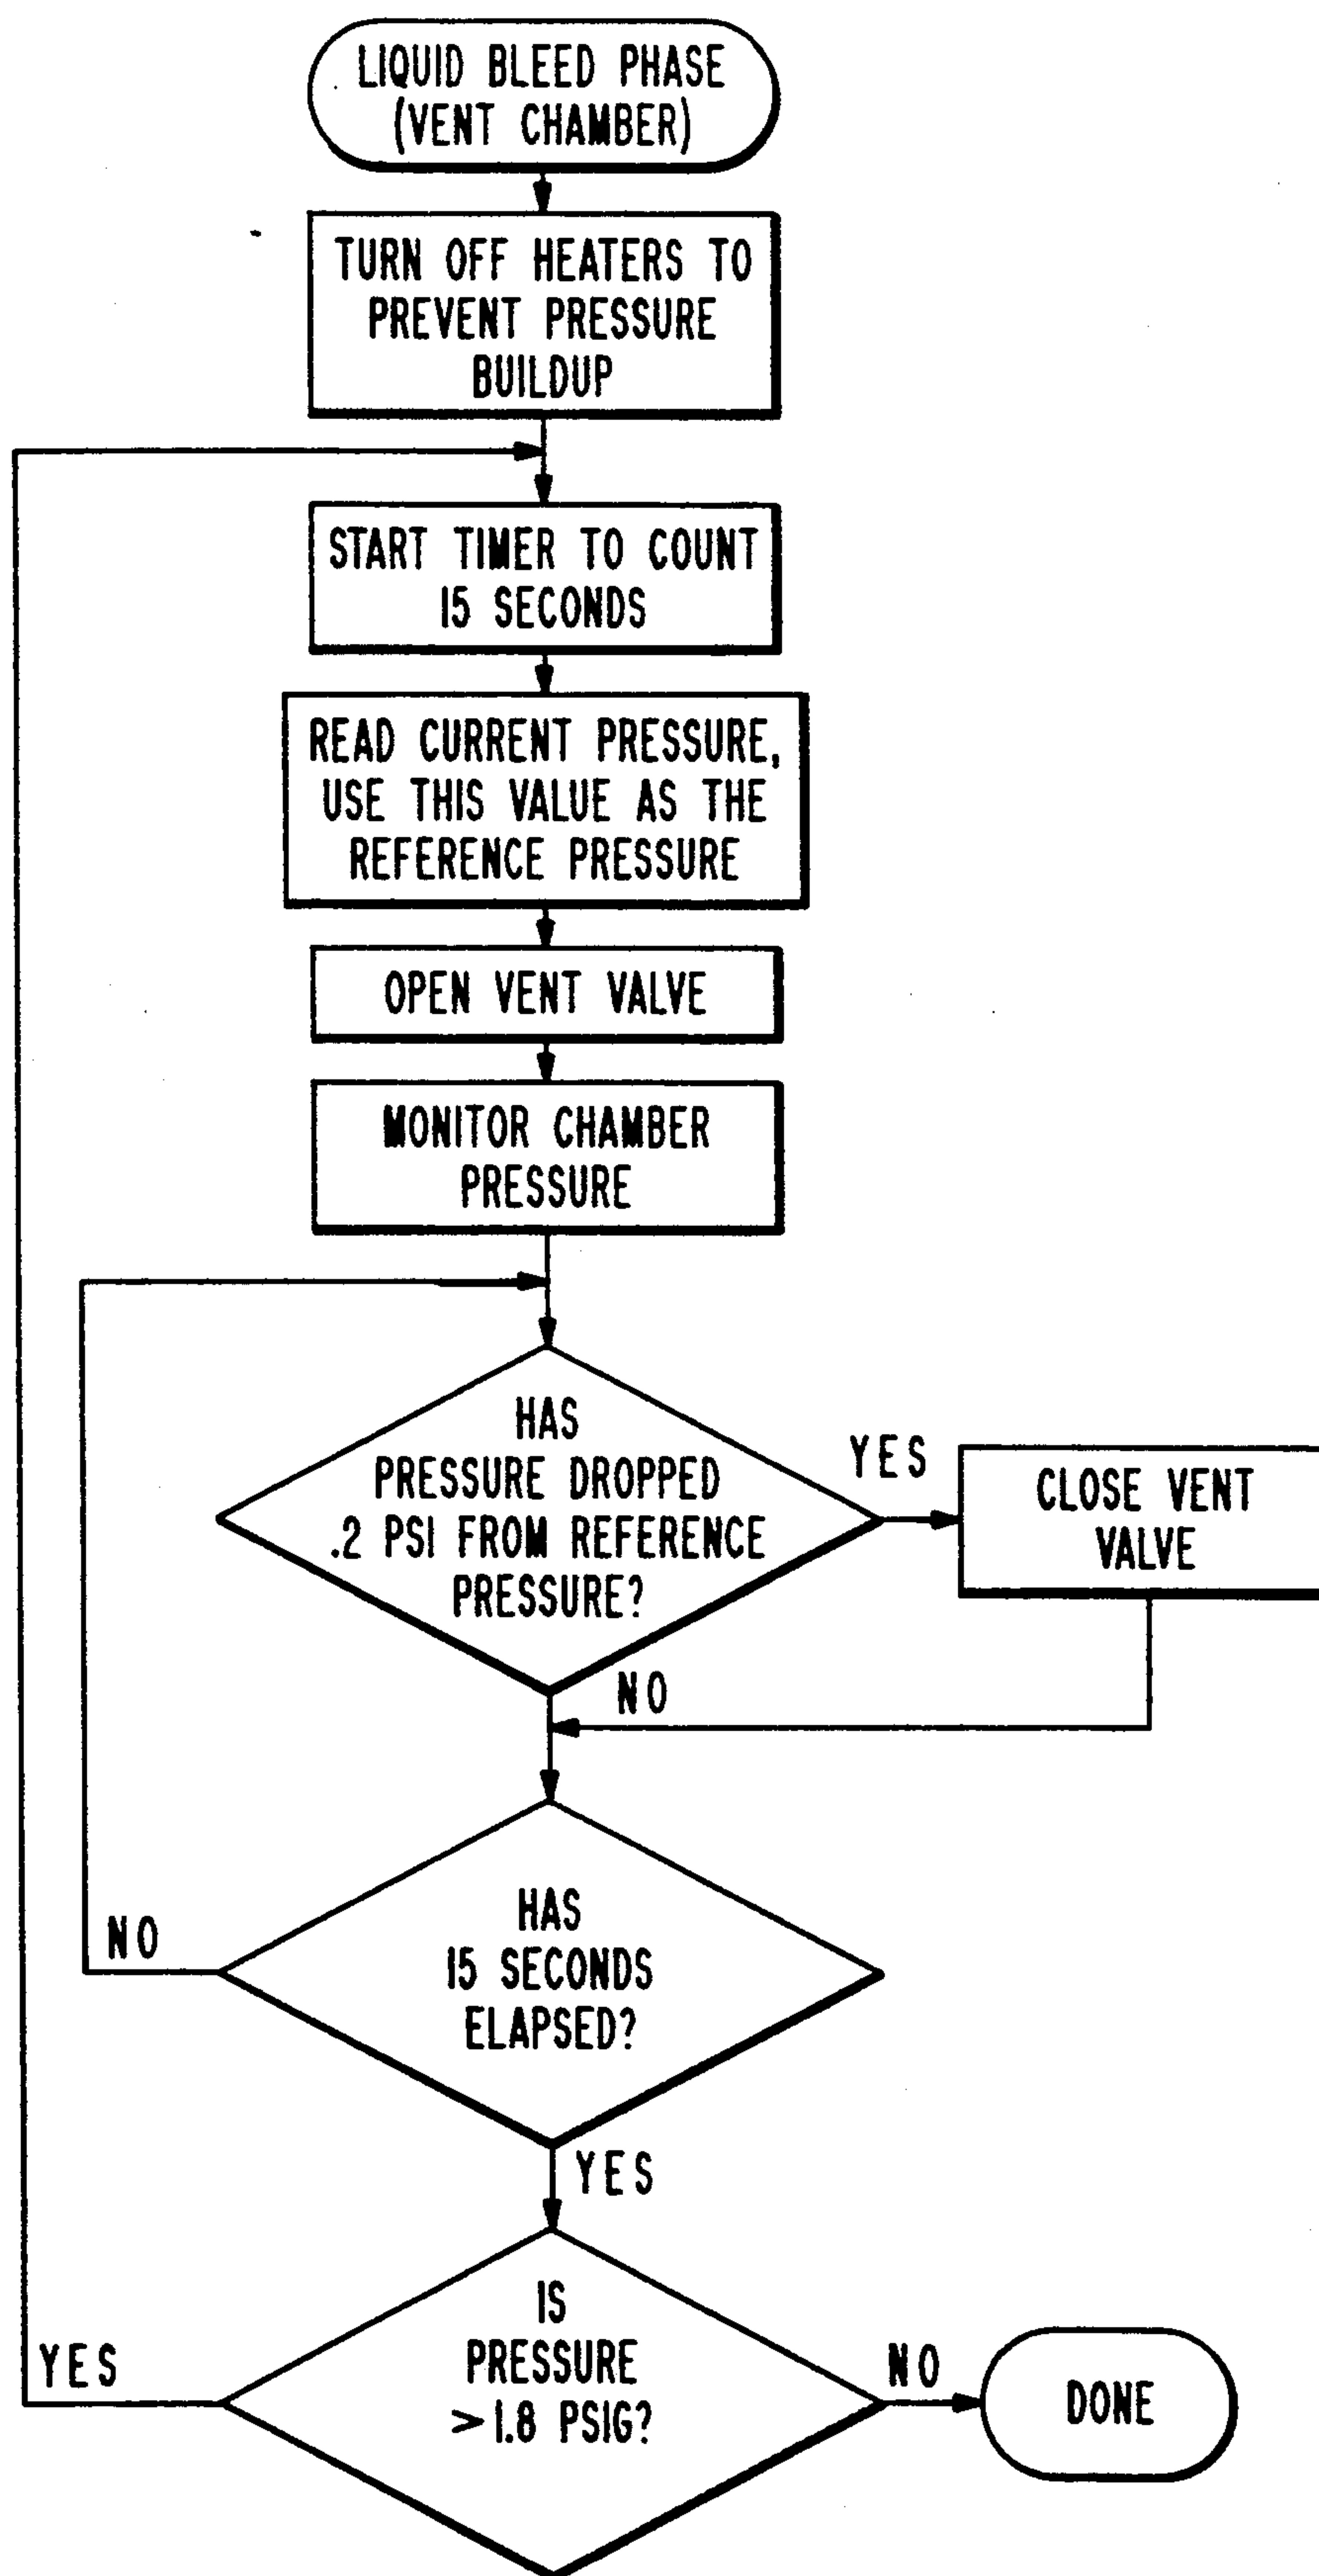 LIQUID BLEED PHASE
(VENT CHAMBER)
TURN OFF HEATERS TO
PREVENT PRESSURE
BUILDUP
START TIMER TO COUNT
15 SECONDS
READ CURRENT PRESSURE,
USE THIS VALUE AS THE
REFERENCE PRESSURE
OPEN VENT VALVE
MONITOR CHAMBER
PRESSURE
HAS
PRESSURE DROPPED
.2 PSI FROM REFERENCE
PRESSURE?
YES
CLOSE VENT
VALVE
NO
HAS
15 SECONDS
ELAPSED?
NO
YES
IS
PRESSURE
>1.8 PSIG?
YES
NO
DONE